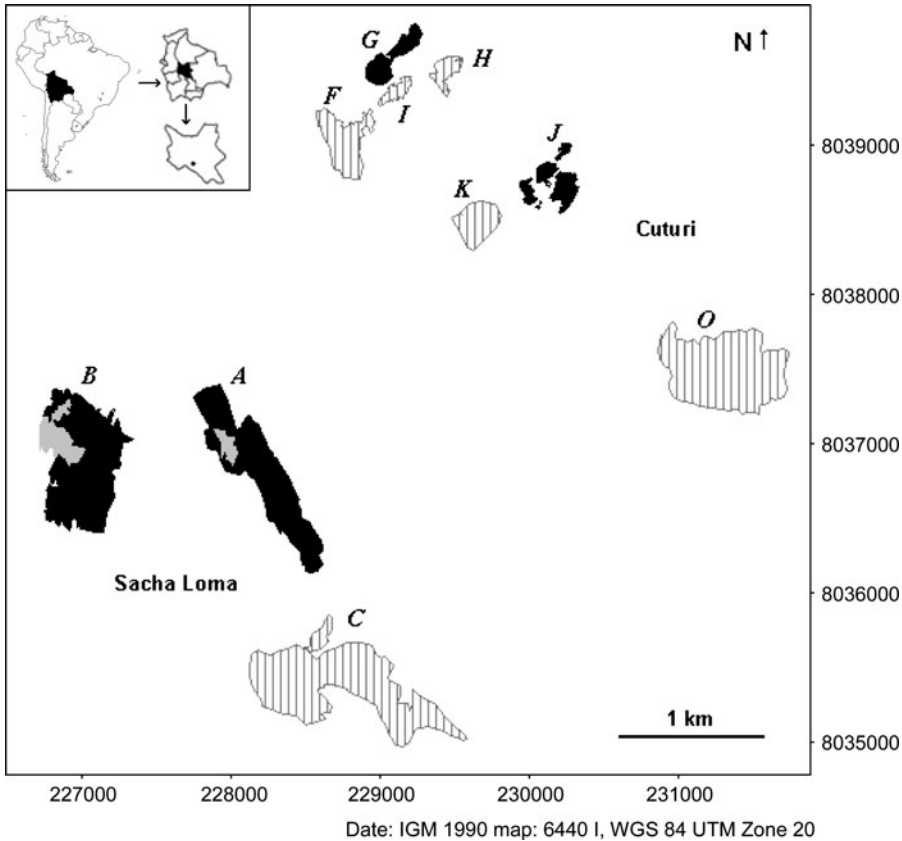 G
N ↑
H
F
I
J
8039000
K
Cuturi
8038000
O
B
A
8037000
Sacha Loma
8036000
C
1 km
8035000
227000
228000
229000
230000
231000
Date: IGM 1990 map: 6440 I, WGS 84 UTM Zone 20